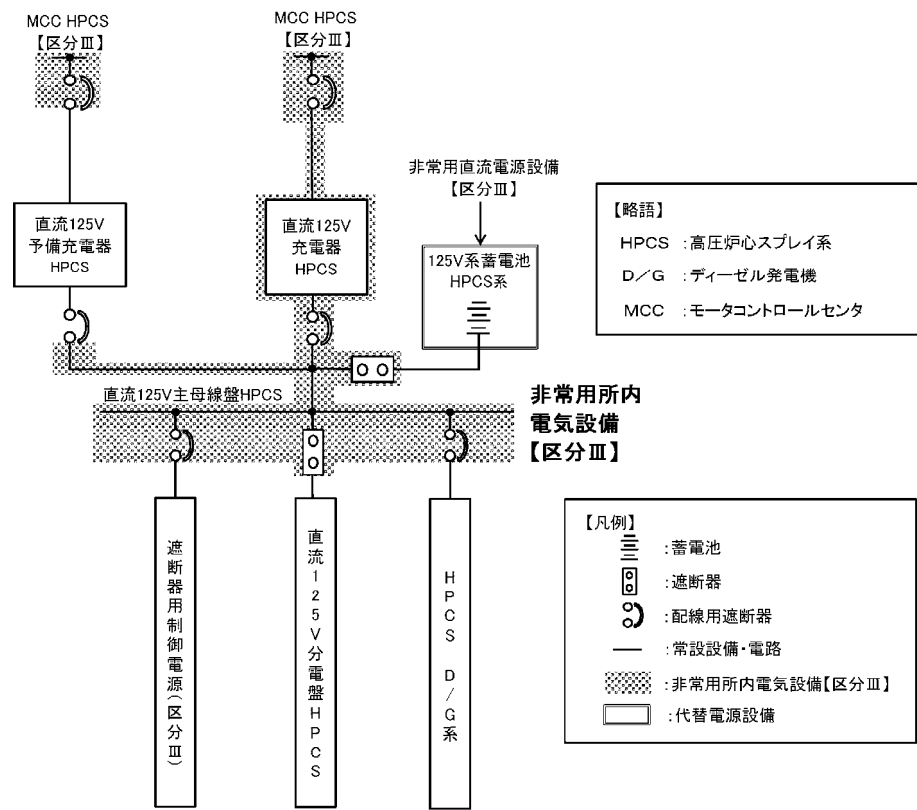 MCC HPCS
【区分Ⅲ】
MCC HPCS
【区分Ⅲ】
非常用直流電源設備
【区分Ⅲ】
直流125V
予備充電器
HPCS
直流125V
充電器
HPCS
125V系蓄電池
HPCS系
【略語】
HPCS :高圧炉心スプレイ系
D/G :ディーゼル発電機
MCC :モータコントロールセンタ
直流125V主母線盤HPCS
非常用所内
電気設備
【区分Ⅲ】
遮断器用制御電源(区分Ⅲ)
直流125V分電盤HPCS
HPCS D/G系
【凡例】
:蓄電池
:遮断器
:配線用遮断器
:常設設備・電路
:非常用所内電気設備【区分Ⅲ】
:代替電源設備